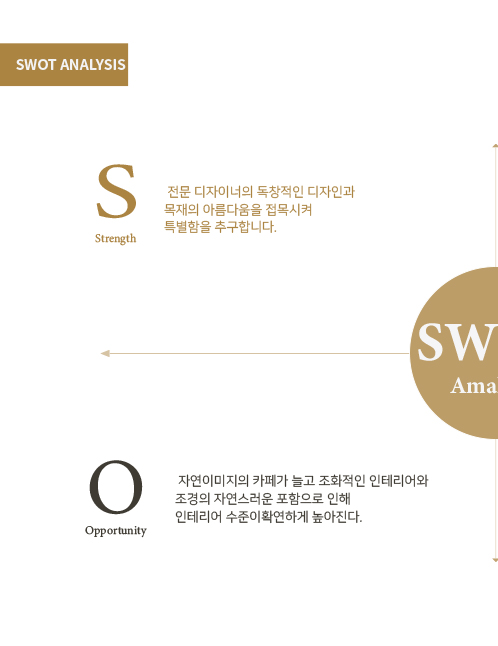 SWOT ANALYSIS
S
Strength
전문 디자이너의 독창적인 디자인과
목재의 아름다움을 접목시켜
특별함을 추구합니다.
SW
Ama
O
Opportunity
자연이미지의 카페가 늘고 조화적인 인테리어와
조경의 자연스러운 포함으로 인해
인테리어 수준이확연하게 높아진다.